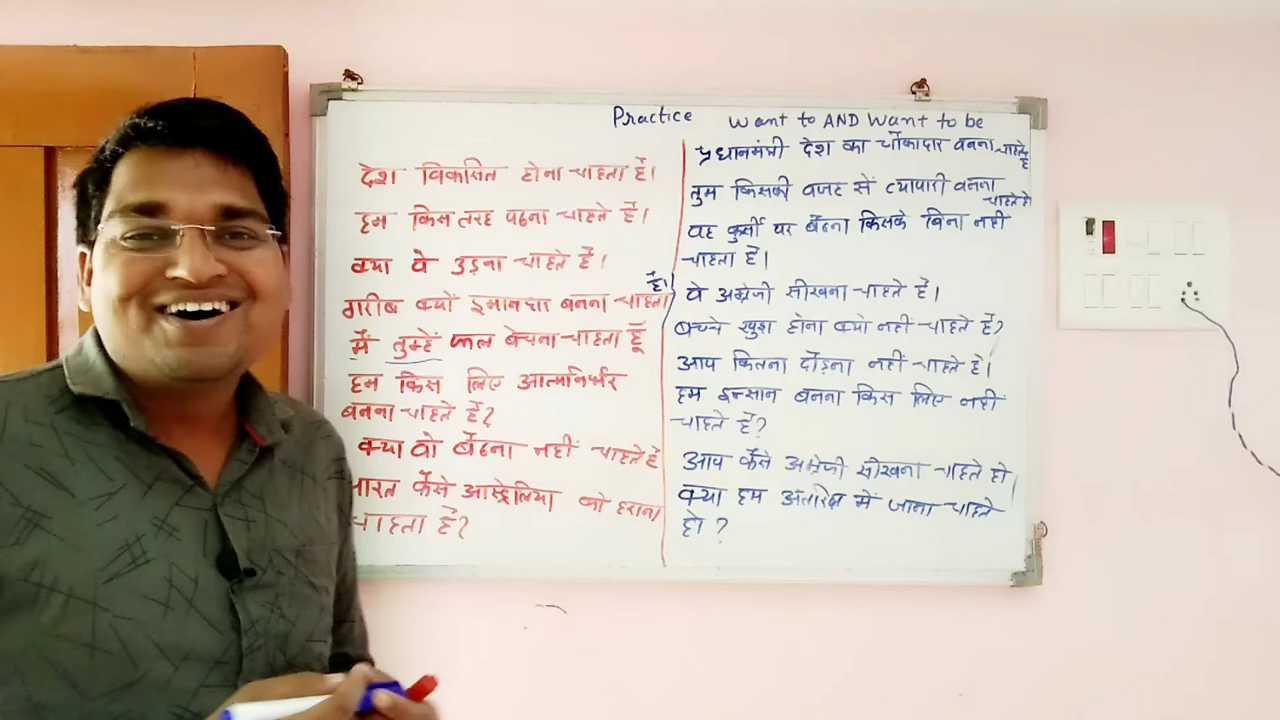 Practice Want to AND Want to be
देश विकसित होना चाहता हैं।
हम किस तरह पढना चाहते हैं।
क्या वे उड़ना चाहते हैं।
गरीब क्यों इमानदार बनना चाहता हैं।
मैं तुम्हें फल बेचना चाहता हूँ
हम किस लिए आत्मनिर्भर
बनना चाहते हैं?
क्या वो बैठना नहीं चाहते हैं
भारत कैसे आस्ट्रेलिया को हराना
चाहता हैं?
प्रधानमंत्री देश का चौकादार बनना चाहते हैं
तुम किसकी वजह सें व्यापारी बनना चाहते हो
वह कुर्सी पर बैठना किसके बिना नही
चाहता हैं।
वे अंग्रेजी सीखना चाहते हैं।
बच्चे खुश होना क्यो नहीं चाहते हैं?
आप कितना दौड़ना नहीं चाहते हैं।
हम इन्सान बनना किस लिए नही
चाहते हैं?
आप कैसे अंग्रेजी सीखना चाहते हो।
क्या हम अंतरिक्ष में जाना चाहते
हो ?